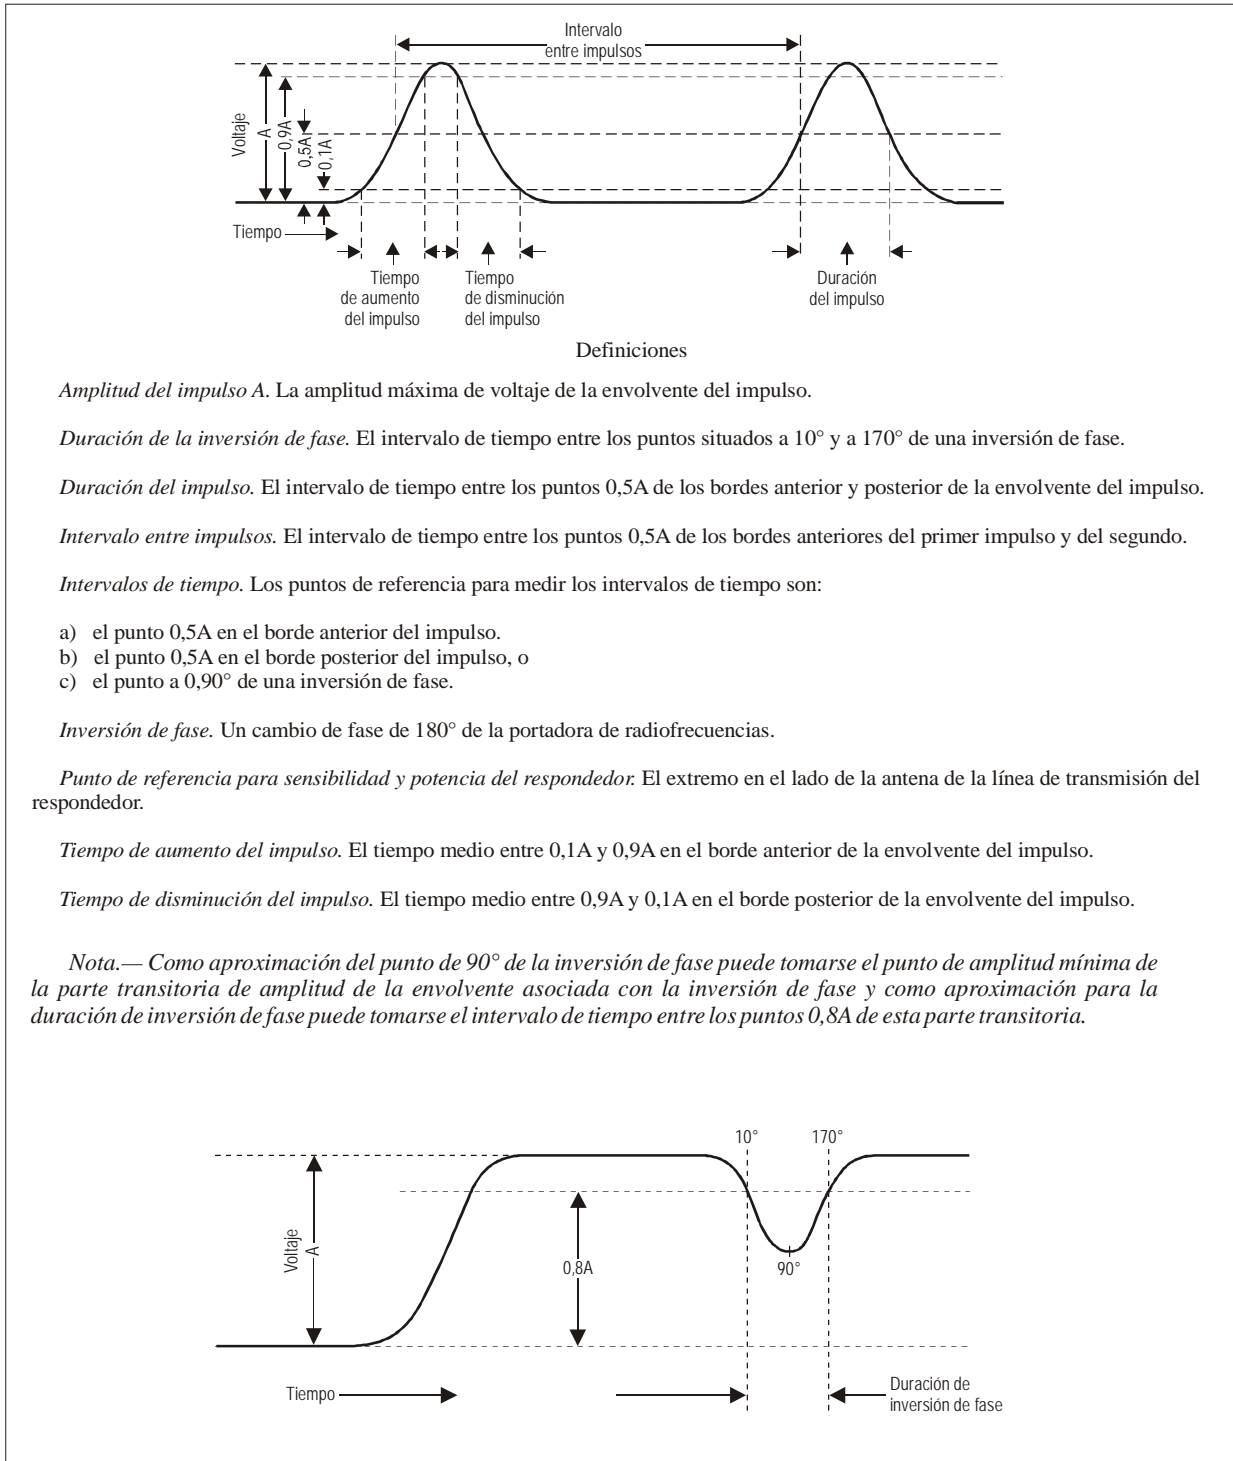 Intervalo
entre impulsos
Voltaje
A
0,9A
0,5A
0,1A
Tiempo
Tiempo
de aumento
del impulso
Tiempo
de disminución
del impulso
Duración
del impulso
Definiciones
Amplitud del impulso A. La amplitud máxima de voltaje de la envolvente del impulso.
Duración de la inversión de fase. El intervalo de tiempo entre los puntos situados a 10° y a 170° de una inversión de fase.
Duración del impulso. El intervalo de tiempo entre los puntos 0,5A de los bordes anterior y posterior de la envolvente del impulso.
Intervalo entre impulsos. El intervalo de tiempo entre los puntos 0,5A de los bordes anteriores del primer impulso y del segundo.
Intervalos de tiempo. Los puntos de referencia para medir los intervalos de tiempo son:
a) el punto 0,5A en el borde anterior del impulso.
b) el punto 0,5A en el borde posterior del impulso, o
c) el punto a 0,90° de una inversión de fase.
Inversión de fase. Un cambio de fase de 180° de la portadora de radiofrecuencias.
Punto de referencia para sensibilidad y potencia del respondedor. El extremo en el lado de la antena de la línea de transmisión del
respondedor.
Tiempo de aumento del impulso. El tiempo medio entre 0,1A y 0,9A en el borde anterior de la envolvente del impulso.
Tiempo de disminución del impulso. El tiempo medio entre 0,9A y 0,1A en el borde posterior de la envolvente del impulso.
Nota.— Como aproximación del punto de 90° de la inversión de fase puede tomarse el punto de amplitud mínima de
la parte transitoria de amplitud de la envolvente asociada con la inversión de fase y como aproximación para la
duración de inversión de fase puede tomarse el intervalo de tiempo entre los puntos 0,8A de esta parte transitoria.
10°
170°
Voltaje
A
0,8A
90°
Tiempo
Duración de
inversión de fase